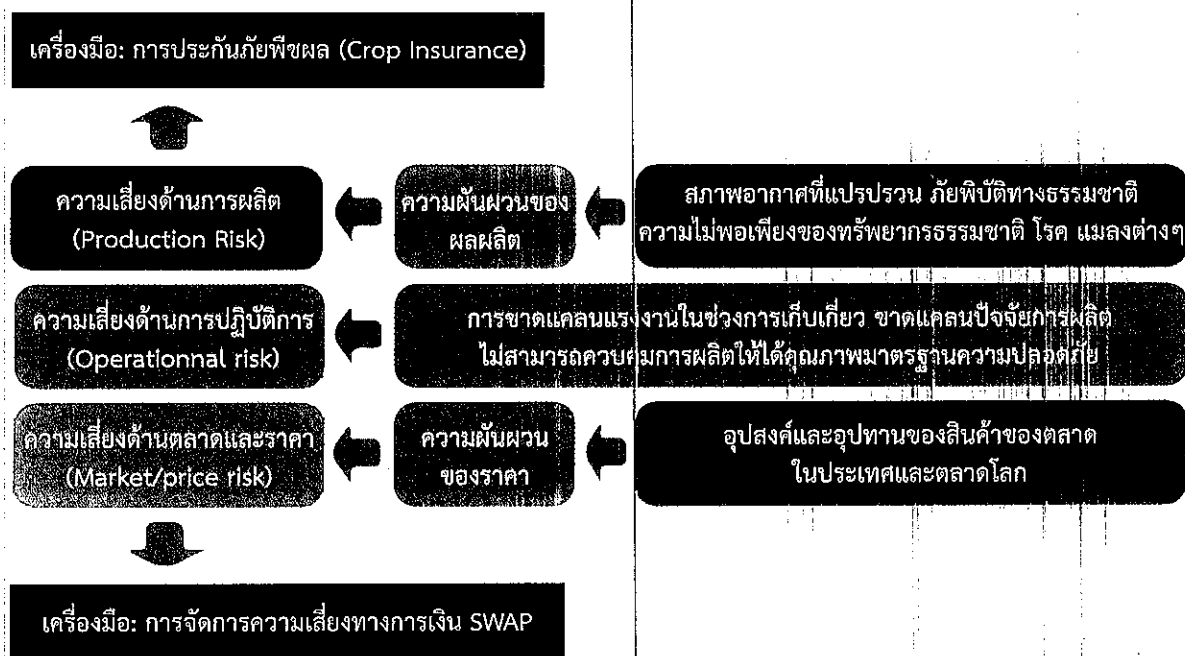 เครื่องมือ: การประกันภัยพืชผล (Crop Insurance)
ความเสี่ยงด้านการผลิต
(Production Risk)
ความผันผวนของ
ผลผลิต
สภาพอากาศที่แปรปรวน ภัยพิบัติทางธรรมชาติ
ความไม่พอเพียงของทรัพยากรธรรมชาติ โรค แมลงต่างๆ
ความเสี่ยงด้านการปฏิบัติการ
(Operationnal risk)
การขาดแคลนแรงงานในช่วงการเก็บเกี่ยว ขาดแคลนปัจจัยการผลิต
ไม่สามารถควบคุมการผลิตให้ได้คุณภาพมาตรฐานความปลอดภัย
ความเสี่ยงด้านตลาดและราคา
(Market/price risk)
ความผันผวน
ของราคา
อุปสงค์และอุปทานของสินค้าของตลาด
ในประเทศและตลาดโลก
เครื่องมือ: การจัดการความเสี่ยงทางการเงิน SWAP